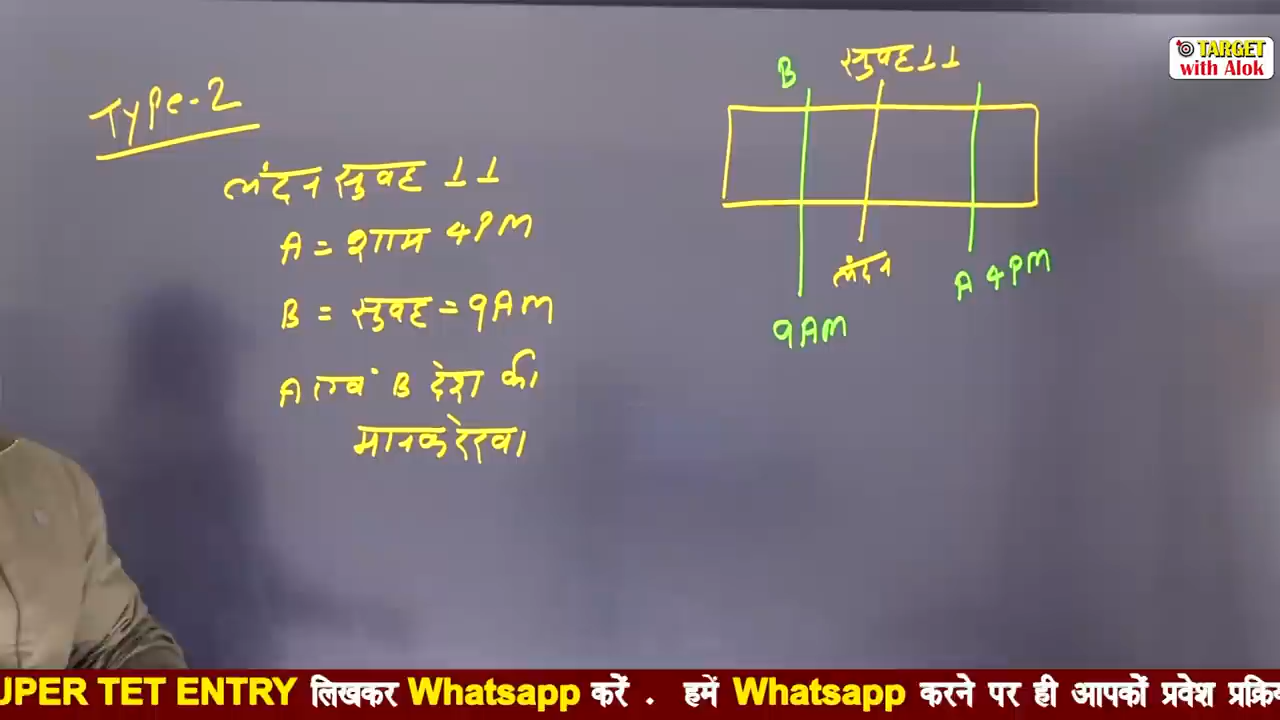 Type-2
लंदन सुबह 11
A = शाम 4PM
B = सुबह = 9AM
A एवं B देश की
मानक रेखा
B
सुबह 11
लंदन
A 4PM
9AM
TARGET
with Alok
UPER TET ENTRY लिखकर Whatsapp करें . हमें Whatsapp करने पर ही आपकों प्रवेश प्रक्रि